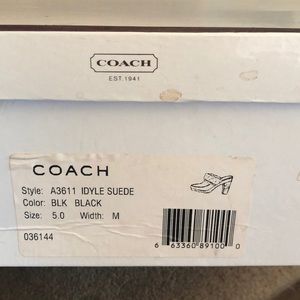 COACH
EST. 1941
COACH
Style: A3611 IDYLE SUEDE
Color: BLK BLACK
Size: 5.0 Width: M
036144
6 63360 89100 0